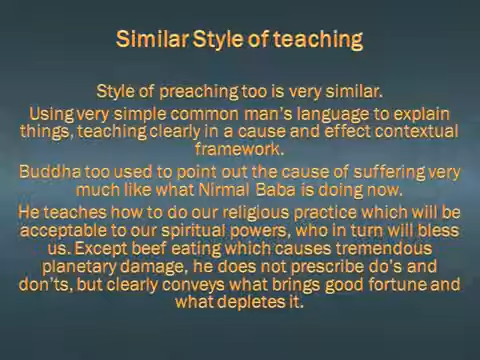 Similar Style of teaching
Style of preaching too is very similar.
Using very simple common man's language to explain
things, teaching clearly in a cause and effect contextual
framework.
Buddha too used to point out the cause of suffering very
much like what Nirmal Baba is doing now.
He teaches how to do our religious practice which will be
acceptable to our spiritual powers, who in turn will bless
us. Except beef eating which causes tremendous
planetary damage, he does not prescribe do's and
don'ts, but clearly conveys what brings good fortune and
what depletes it.